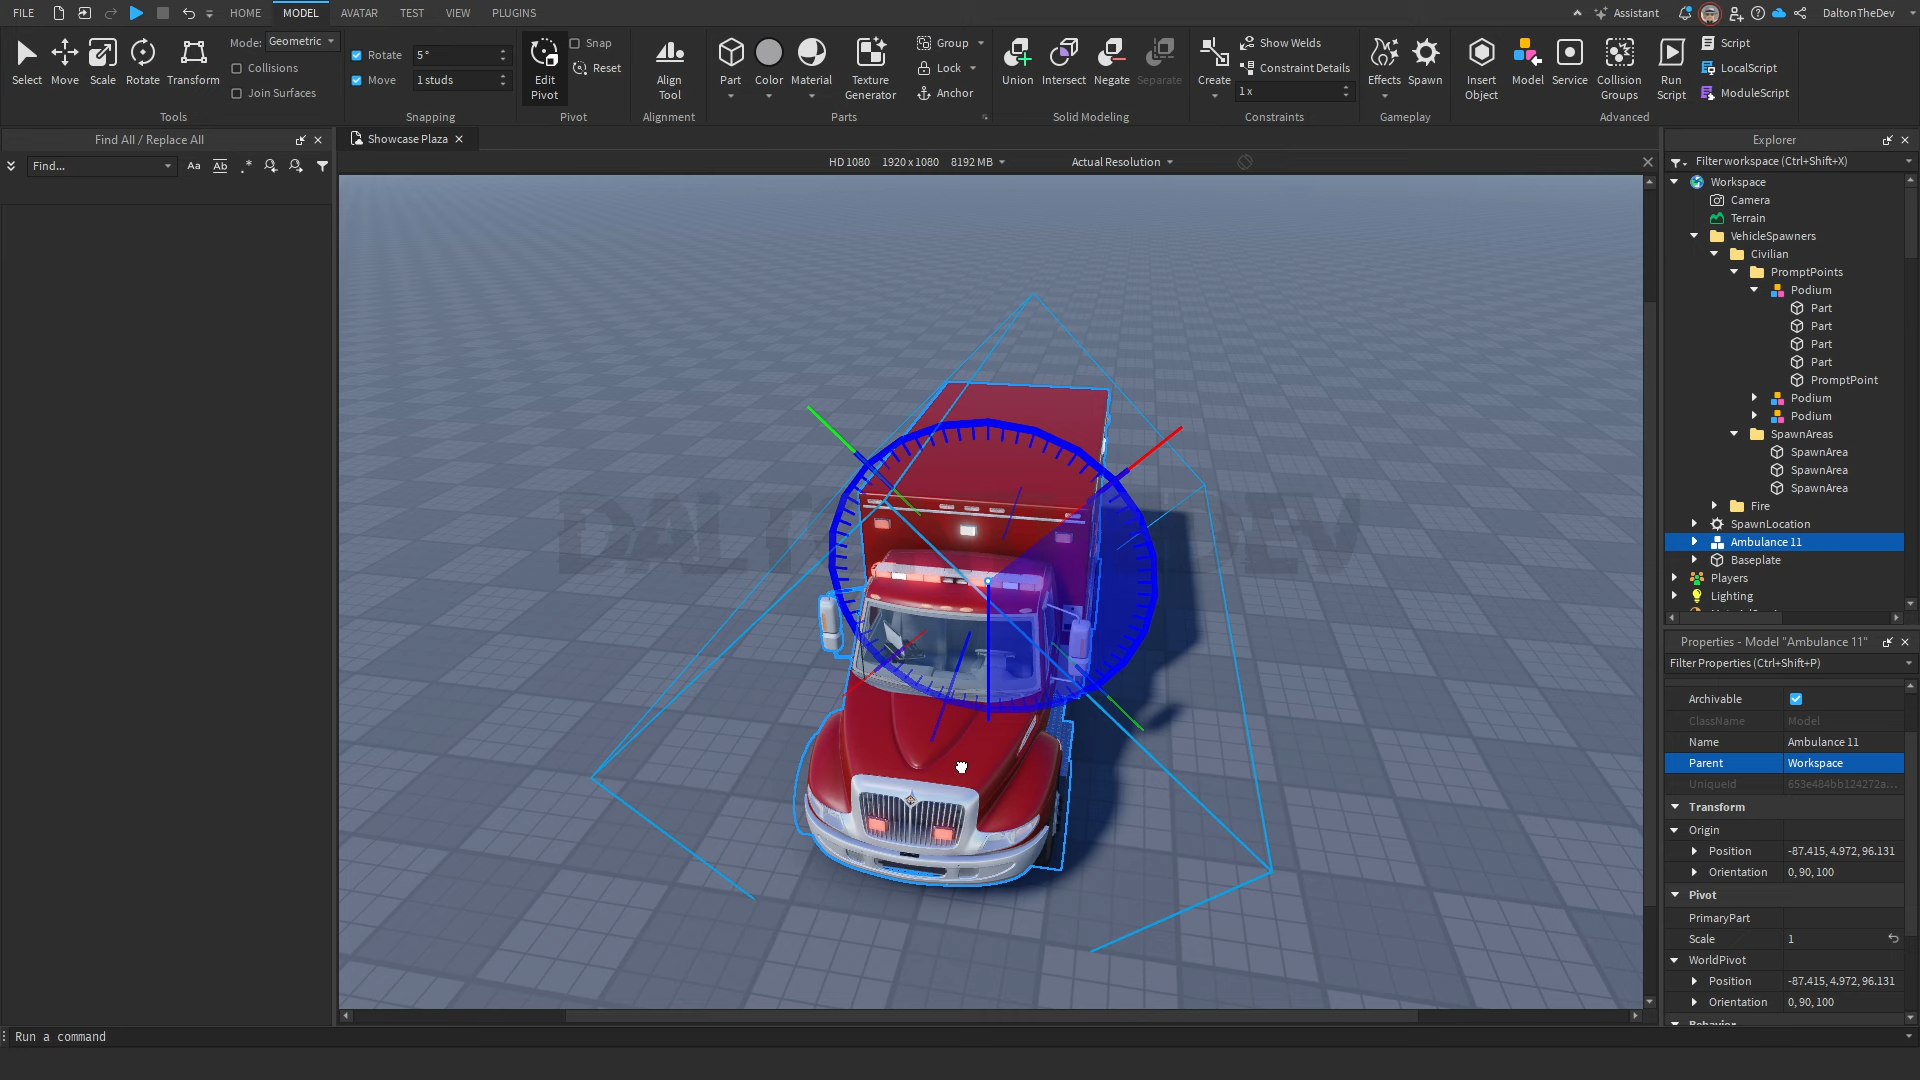 FILE
HOME
MODEL
AVATAR
TEST
VIEW
PLUGINS
Assistant
DaltonTheDev
Select
Move
Scale
Rotate
Transform
Mode:
Geometric
Collisions
Join Surfaces
Tools
Rotate
5°
Move
1 studs
Snapping
Edit
Pivot
Snap
Reset
Pivot
Align
Tool
Alignment
Part
Color
Material
Texture
Generator
Group
Lock
Anchor
Parts
Union
Intersect
Negate
Separate
Solid Modeling
Create
Show Welds
Constraint Details
1 x
Constraints
Effects
Spawn
Gameplay
Insert
Object
Model
Service
Collision
Groups
Run
Script
Script
LocalScript
ModuleScript
Advanced
Find All / Replace All
Find...
Aa
Ab
.*
Showcase Plaza
HD 1080
1920 x 1080
8192 MB
Actual Resolution
Explorer
Filter workspace (Ctrl+Shift+X)
Workspace
Camera
Terrain
VehicleSpawners
Civilian
PromptPoints
Podium
Part
Part
Part
Part
PromptPoint
Podium
Podium
SpawnAreas
SpawnArea
SpawnArea
SpawnArea
Fire
SpawnLocation
Ambulance 11
Baseplate
Players
Lighting
Properties - Model "Ambulance 11"
Filter Properties (Ctrl+Shift+P)
Archivable
ClassName
Model
Name
Ambulance 11
Parent
Workspace
UniqueId
653e484bb124272a...
Transform
Origin
Position
-87.415, 4.972, 96.131
Orientation
0, 90, 100
Pivot
PrimaryPart
Scale
1
WorldPivot
Position
-87.415, 4.972, 96.131
Orientation
0, 90, 100
Behavior
Run a command